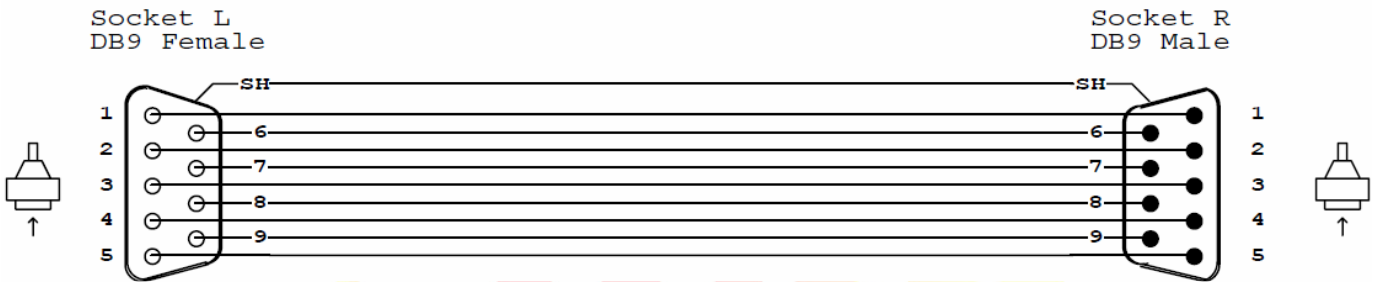 Socket L
DB9 Female
Socket R
DB9 Male
SH SH
1 1
6 6
2 2
7 7
3 3
8 8
4 4
9 9
5 5